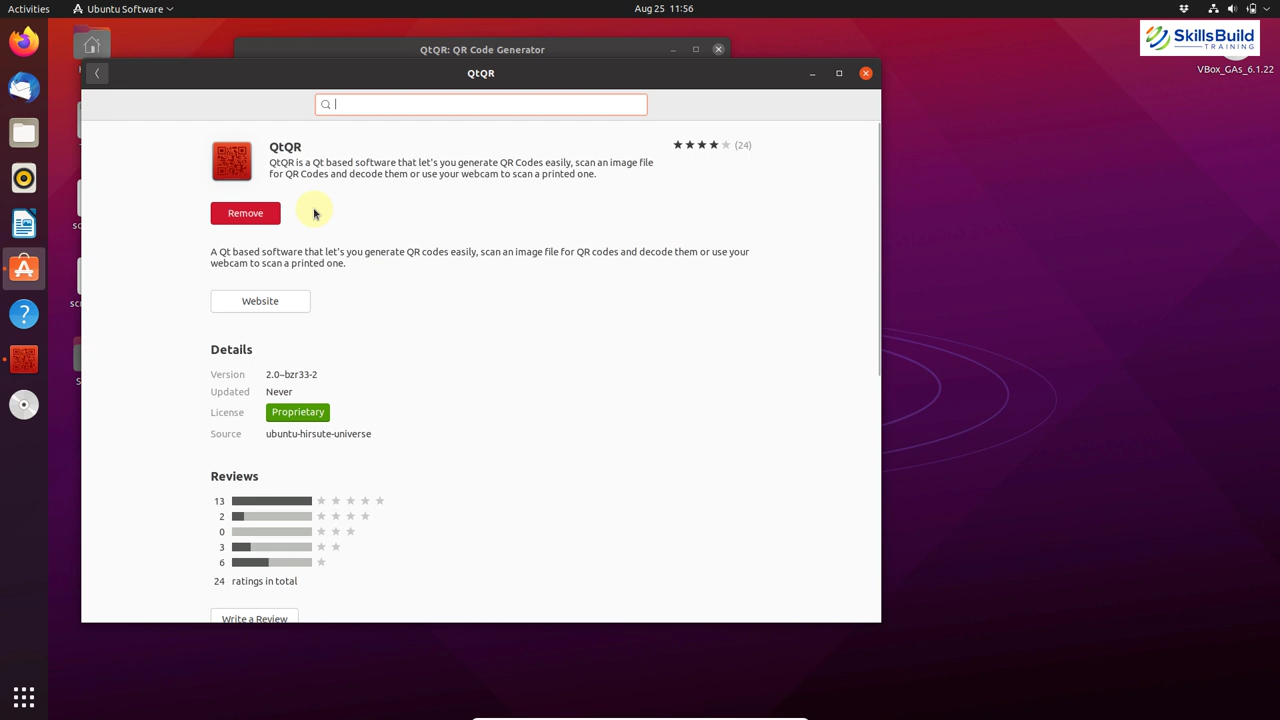 Activities
Ubuntu Software
Aug 25 11:56
QtQR: QR Code Generator
SkillsBuild
TRAINING
VBox_GAs_6.1.22
QtQR
QtQR
QtQR is a Qt based software that let's you generate QR Codes easily, scan an image file
for QR Codes and decode them or use your webcam to scan a printed one.
(24)
Remove
A Qt based software that let's you generate QR codes easily, scan an image file for QR codes and decode them or use your
webcam to scan a printed one.
Website
Details
Version 2.0~bzr33-2
Updated Never
License Proprietary
Source ubuntu-hirsute-universe
Reviews
13
2
0
3
6
24 ratings in total
Write a Review